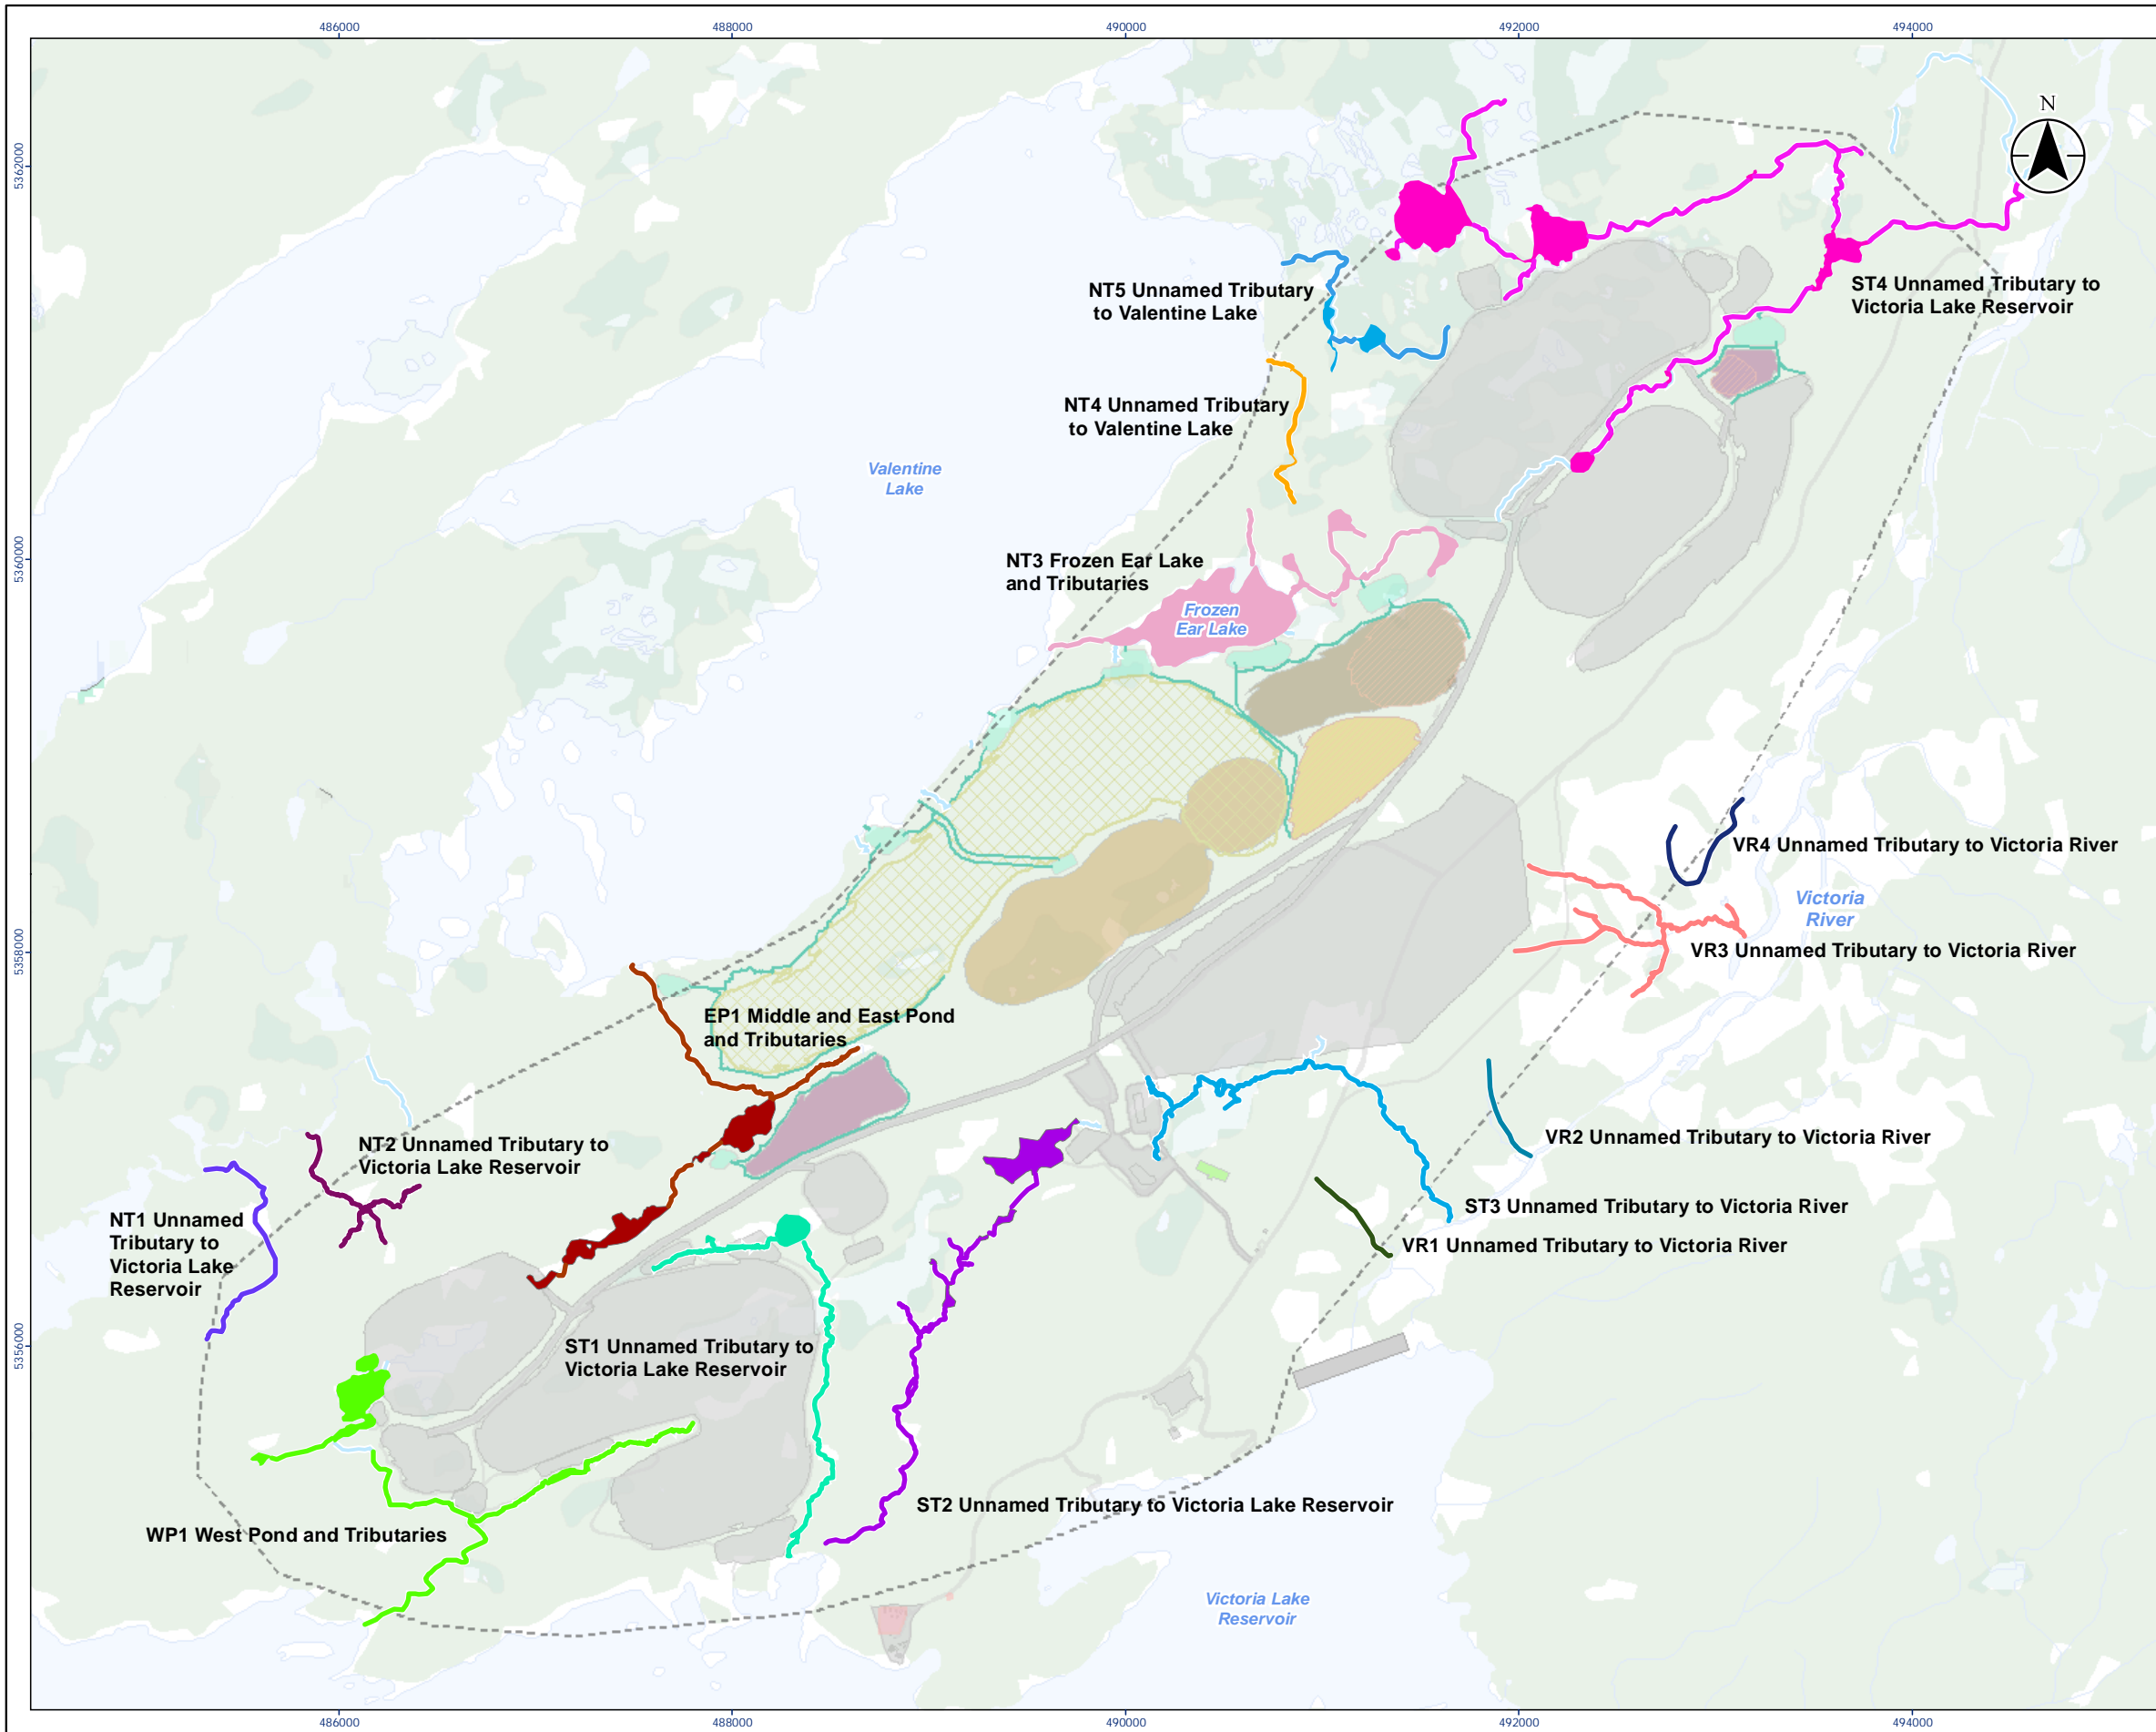 486000
488000
490000
492000
494000
N
5362000
ST4 Unnamed Tributary to
Victoria Lake Reservoir
NT5 Unnamed Tributary
to Valentine Lake
NT4 Unnamed Tributary
to Valentine Lake
Valentine
Lake
5360000
NT3 Frozen Ear Lake
and Tributaries
Frozen
Ear Lake
VR4 Unnamed Tributary to Victoria River
Victoria
River
5358000
VR3 Unnamed Tributary to Victoria River
EP1 Middle and East Pond
and Tributaries
NT2 Unnamed Tributary to
Victoria Lake Reservoir
VR2 Unnamed Tributary to Victoria River
NT1 Unnamed
Tributary to
Victoria Lake
Reservoir
ST3 Unnamed Tributary to Victoria River
VR1 Unnamed Tributary to Victoria River
5356000
ST1 Unnamed Tributary to
Victoria Lake Reservoir
ST2 Unnamed Tributary to Victoria Lake Reservoir
WP1 West Pond and Tributaries
Victoria Lake
Reservoir
486000
488000
490000
492000
494000